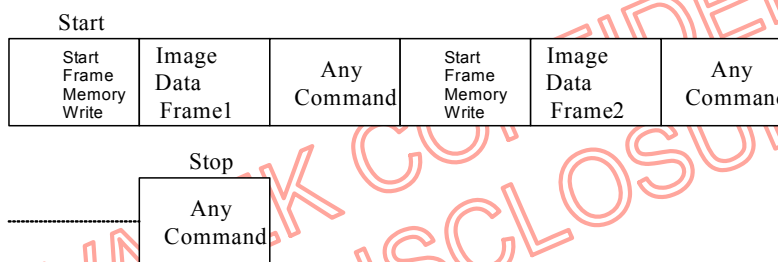 Start
Start
Frame
Memory
Write
Image
Data
Frame1
Any
Command
Start
Frame
Memory
Write
Image
Data
Frame2
Any
Stop
Any
Command